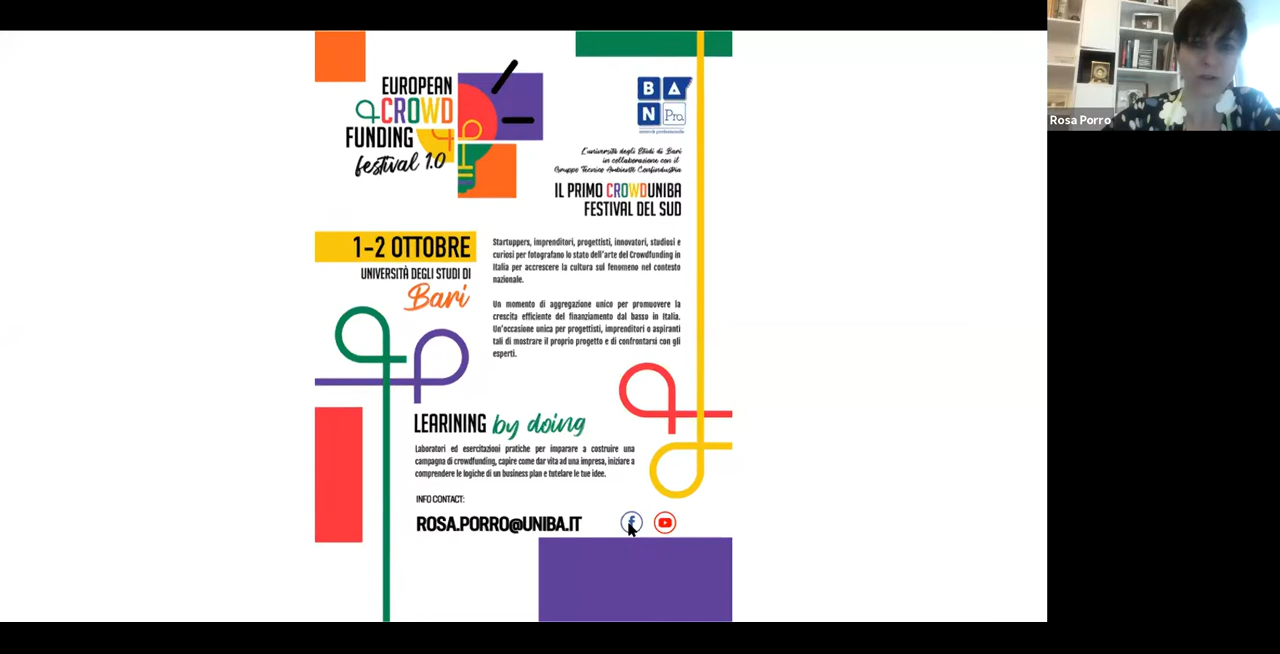 EUROPEAN
CROWD
FUNDING
festival 1.0
BA
N Pro.
L'università degli Studi di Bari
in collaborazione con il
Gruppo Tecnico Ambiente Confindustria
IL PRIMO CROWDUNIBA
FESTIVAL DEL SUD
1-2 OTTOBRE
UNIVERSITÀ DEGLI STUDI DI
Bari
Startuppers, imprenditori, progettisti, innovatori, studiosi e
curiosi per fotografano lo stato dell'arte del Crowdfunding in
Italia per accrescere la cultura sul fenomeno nel contesto
nazionale.
Un momento di aggregazione unico per promuovere la
crescita efficiente del finanziamento dal basso in Italia.
Un'occasione unica per progettisti, imprenditori o aspiranti
tali di mostrare il proprio progetto e di confrontarsi con gli
esperti.
LEARINING by doing
Laboratori ed esercitazioni pratiche per imparare a costruire una
campagna di crowdfunding, capire come dar vita ad una impresa, iniziare a
comprendere le logiche di un business plan e tutelare le tue idee.
INFO CONTACT:
ROSA.PORRO@UNIBA.IT
Rosa Porro